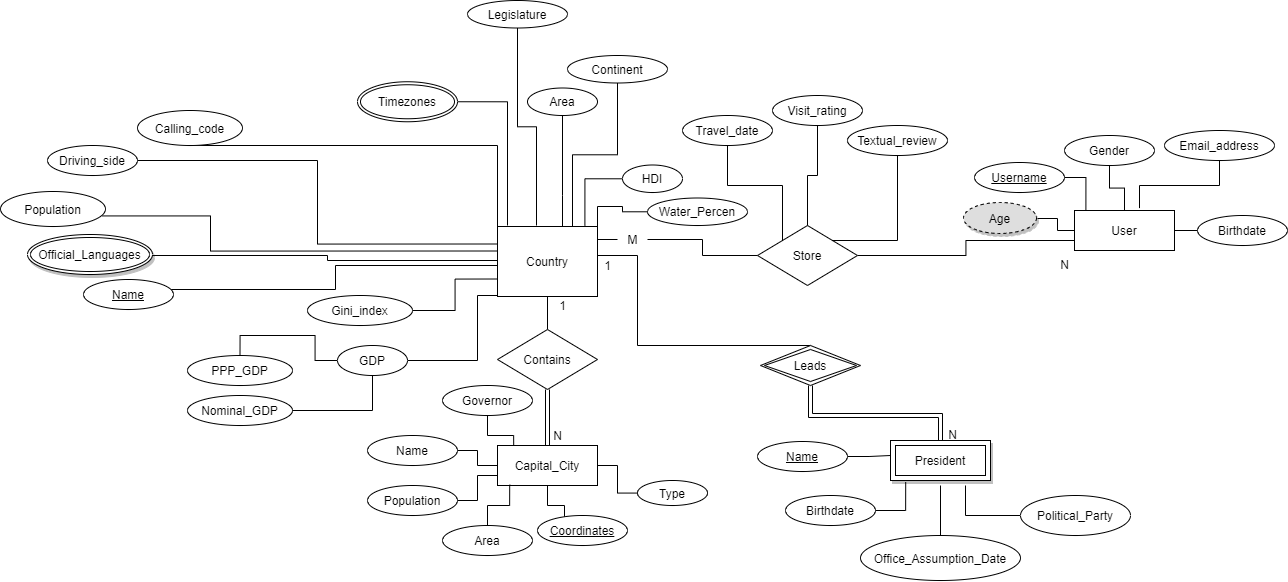 Legislature
Continent
Timezones
Area
Visit_rating
Calling_code
Travel_date
Textual_review
Gender
Email_address
Driving_side
HDI
Username
Population
Water_Percen
Age
User
Birthdate
M
Official_Languages
Country
1
Store
N
Name
Gini_index
1
PPP_GDP
GDP
Contains
Leads
Nominal_GDP
Governor
N
N
Name
Capital_City
Name
President
Population
Type
Birthdate
Political_Party
Area
Coordinates
Office_Assumption_Date